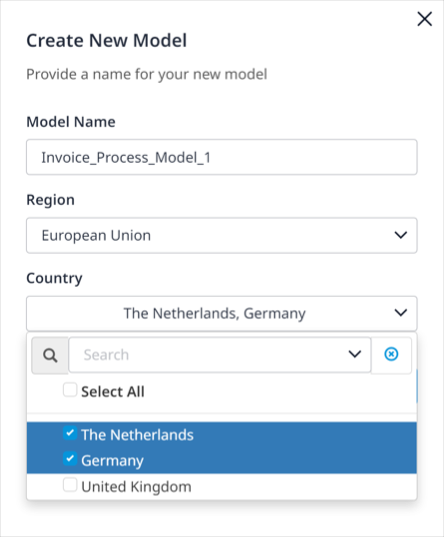 Create New Model
Provide a name for your new model
Model Name
Invoice_Process_Model_1
Region
European Union
Country
The Netherlands, Germany
Search
Select All
The Netherlands
Germany
United Kingdom